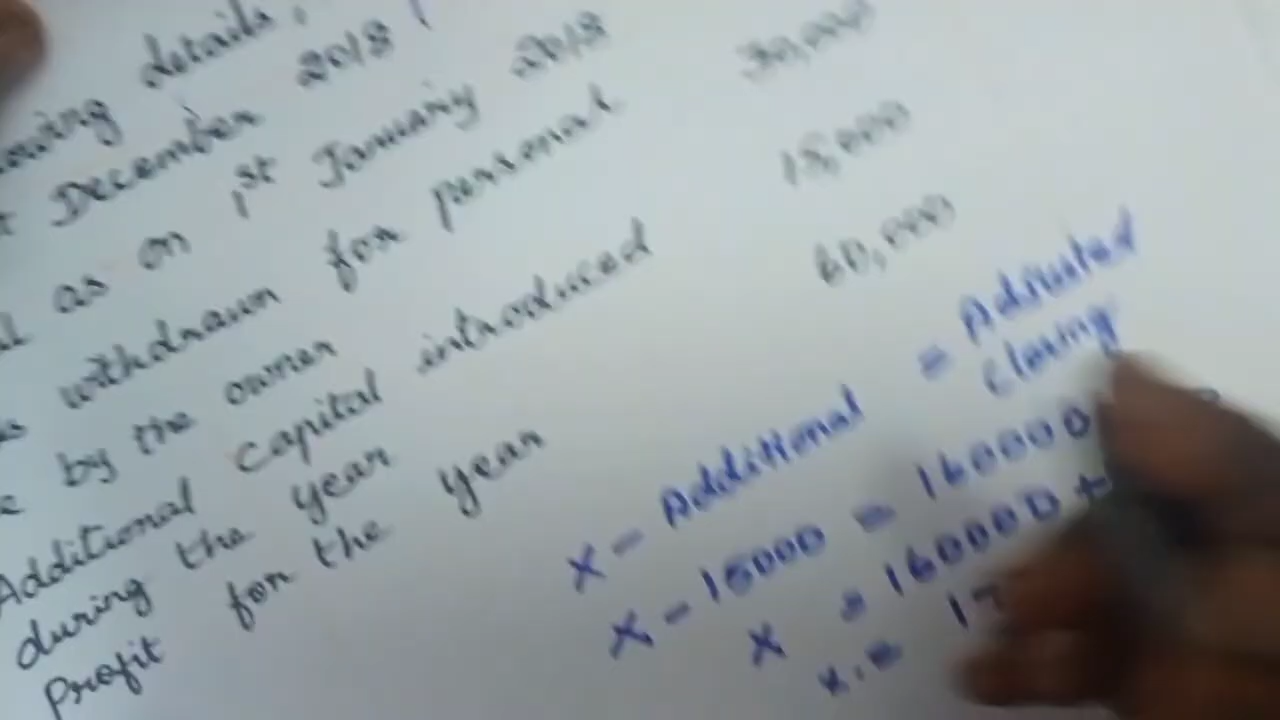 details,
December 2018
as on 1st January 2018
withdrawn for personal 30,000
by the owner
Additional capital introduced 15,000
during the year
Profit for the year 60,000
X - Additional = Adjusted
closing
X - 15000 = 160000
X = 160000 +
X =